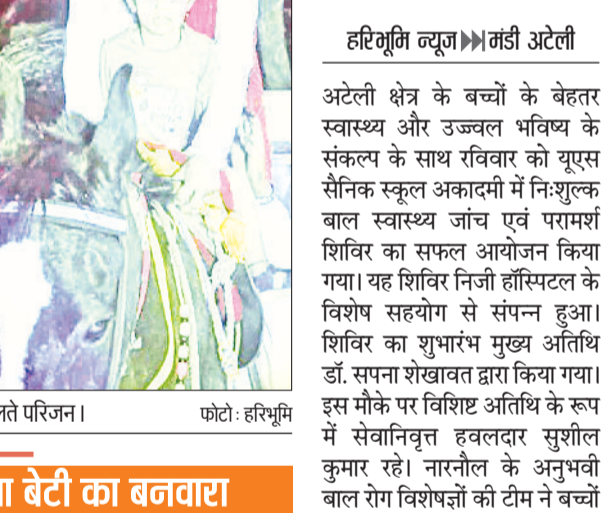 लते परिजन।
फोटो: हरिभूमि
बेटी का बनवारा
हरिभूमि न्यूज▶▶मंडी अटेली
अटेली क्षेत्र के बच्चों के बेहतर
स्वास्थ्य और उज्ज्वल भविष्य के
संकल्प के साथ रविवार को यूएस
सैनिक स्कूल अकादमी में निःशुल्क
बाल स्वास्थ्य जांच एवं परामर्श
शिविर का सफल आयोजन किया
गया। यह शिविर निजी हॉस्पिटल के
विशेष सहयोग से संपन्न हुआ।
शिविर का शुभारंभ मुख्य अतिथि
डॉ. सपना शेखावत द्वारा किया गया।
इस मौके पर विशिष्ट अतिथि के रूप
में सेवानिवृत्त हवलदार सुशील
कुमार रहे। नारनौल के अनुभवी
बाल रोग विशेषज्ञों की टीम ने बच्चों